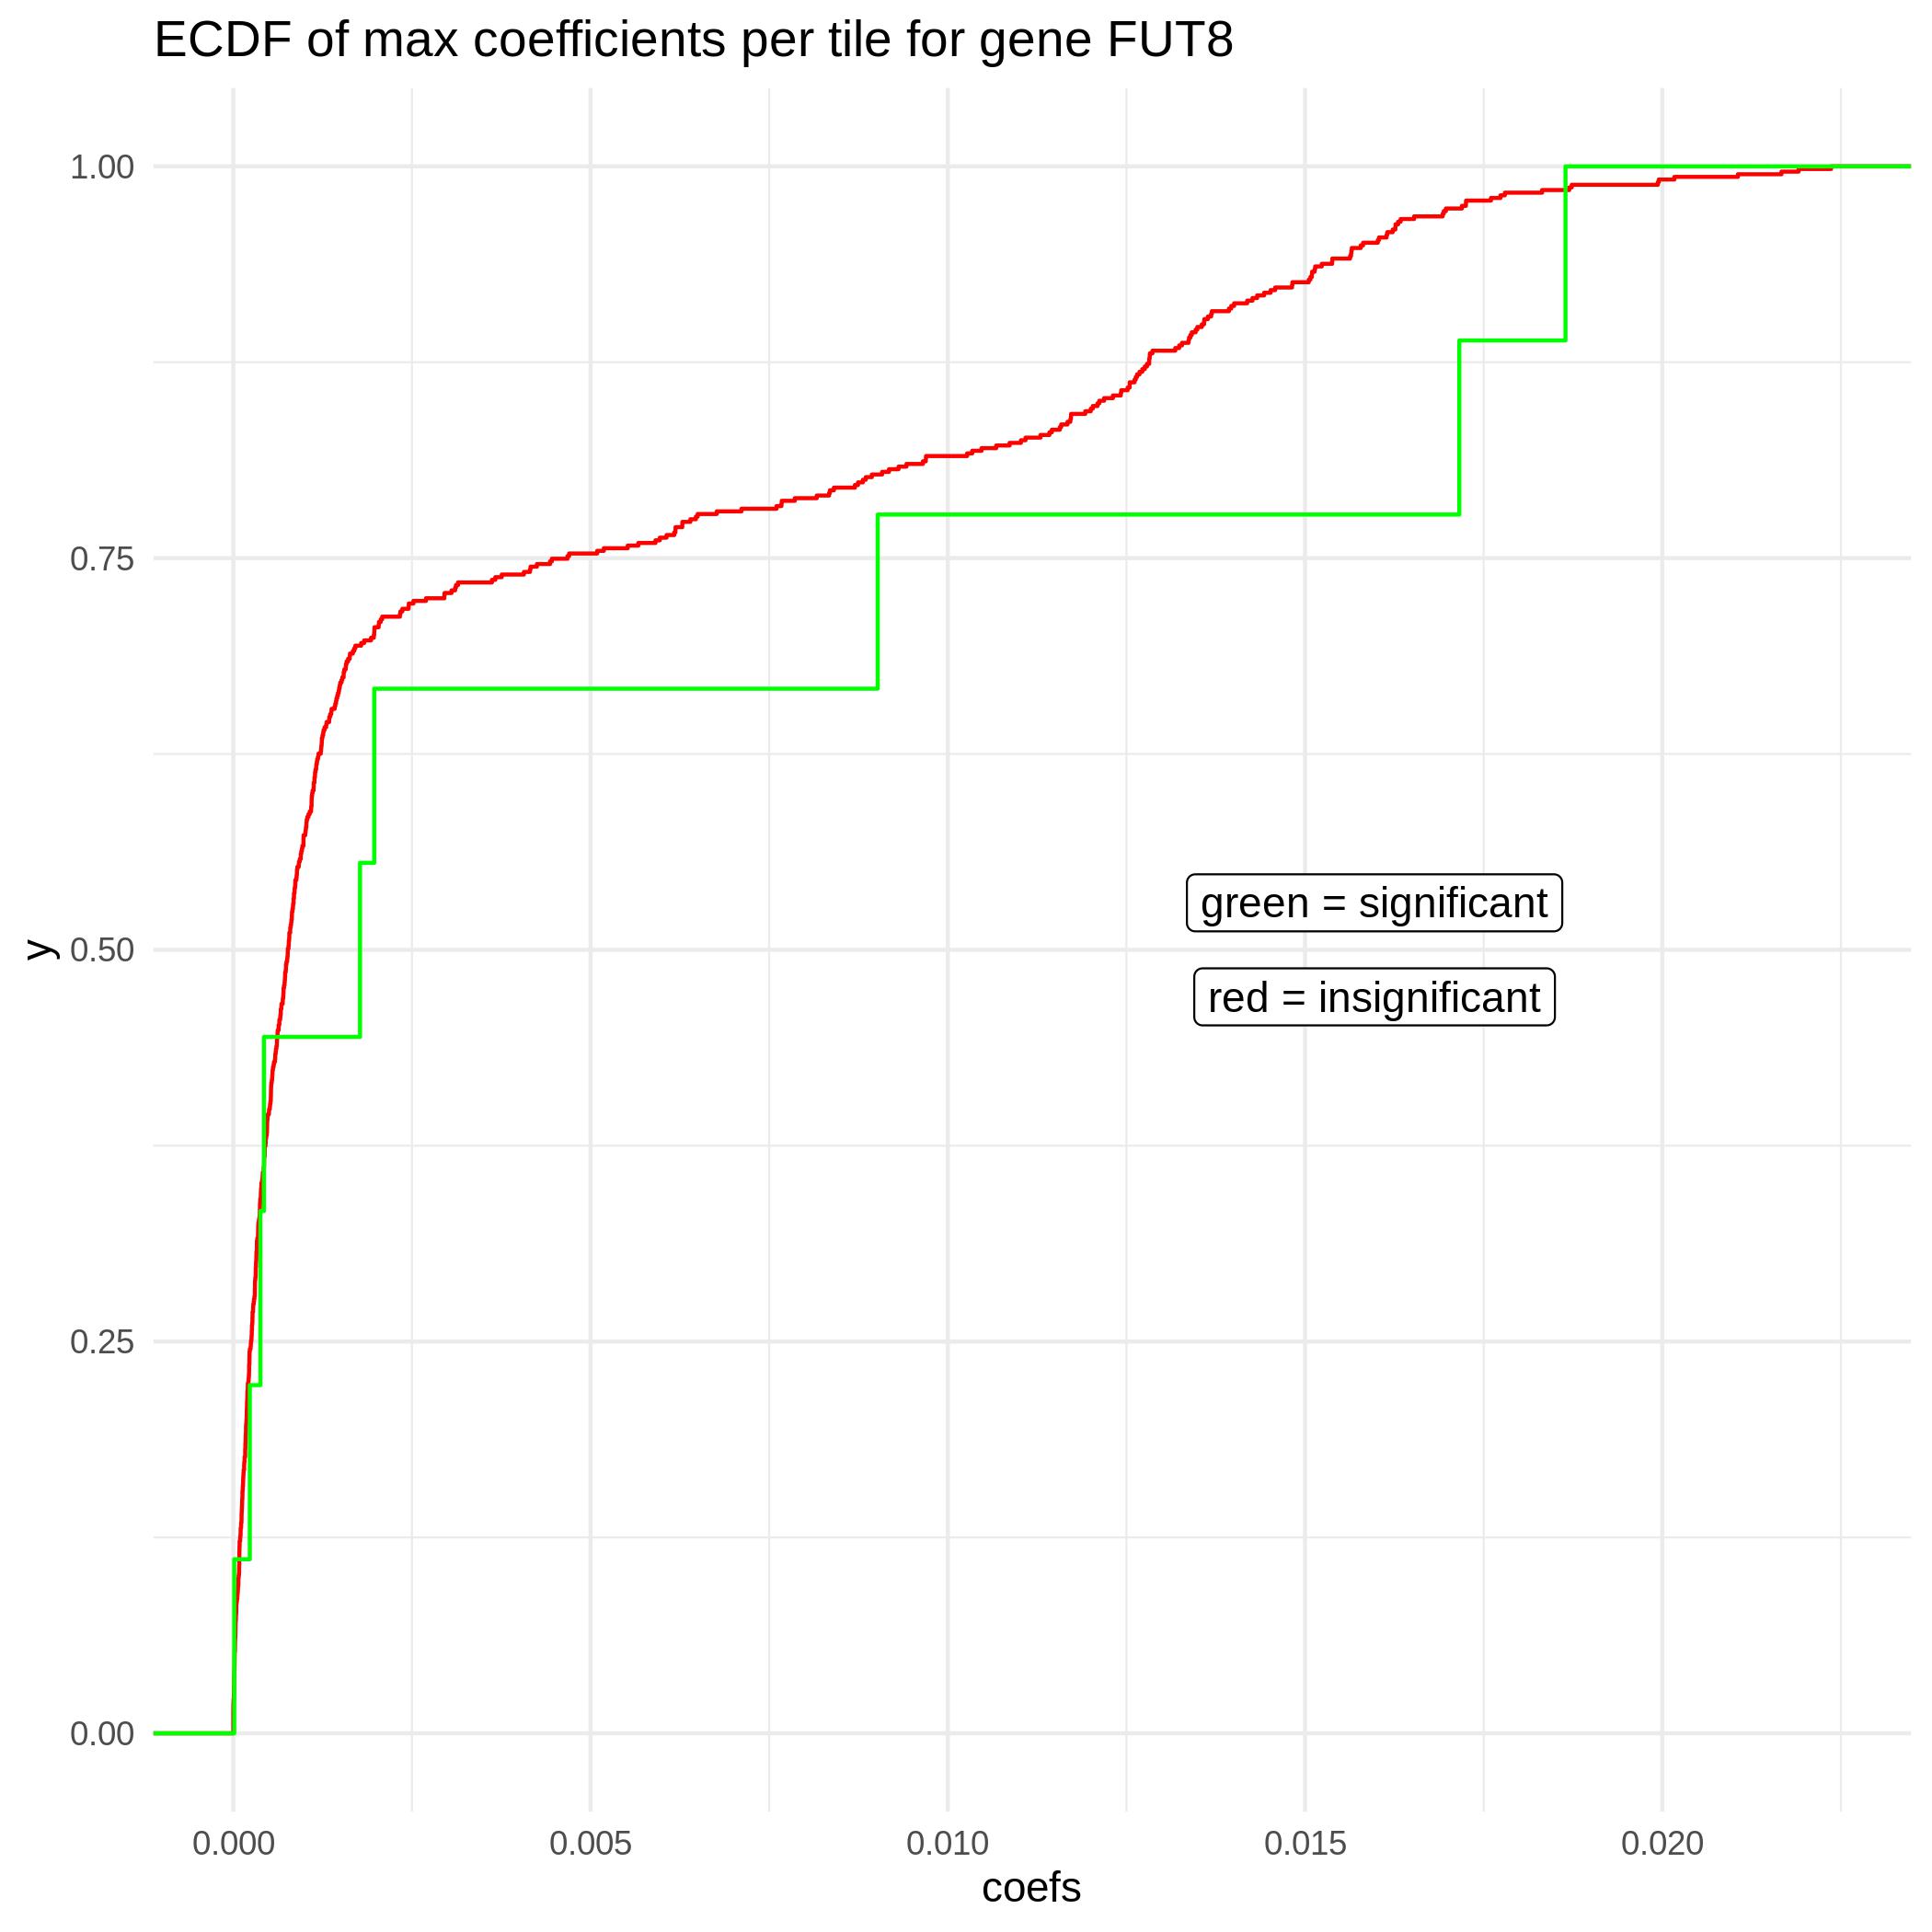 ECDF of max coefficients per tile for gene FUT8
y
1.00
0.75
0.50
0.25
0.00
green = significant
red = insignificant
0.000 0.005 0.010 0.015 0.020
coefs